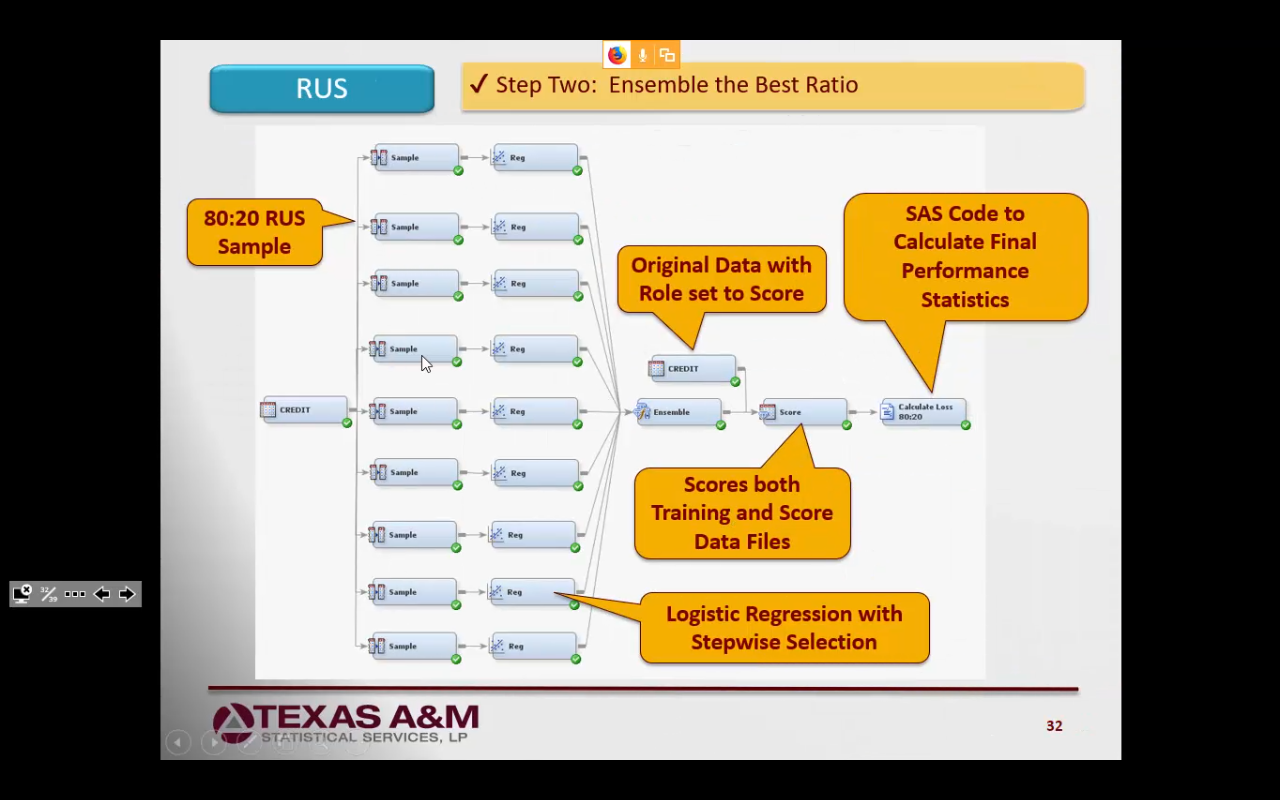 RUS
✓ Step Two: Ensemble the Best Ratio
Sample
Reg
80:20 RUS
Sample
Sample
Reg
SAS Code to
Calculate Final
Performance
Statistics
Original Data with
Role set to Score
Sample
Reg
Sample
Reg
CREDIT
CREDIT
Sample
Reg
Ensemble
Score
Calculate Loss
80:20
Sample
Reg
Scores both
Training and Score
Data Files
Sample
Reg
Sample
Reg
Logistic Regression with
Stepwise Selection
Sample
Reg
32/39
TEXAS A&M
STATISTICAL SERVICES, LP
32